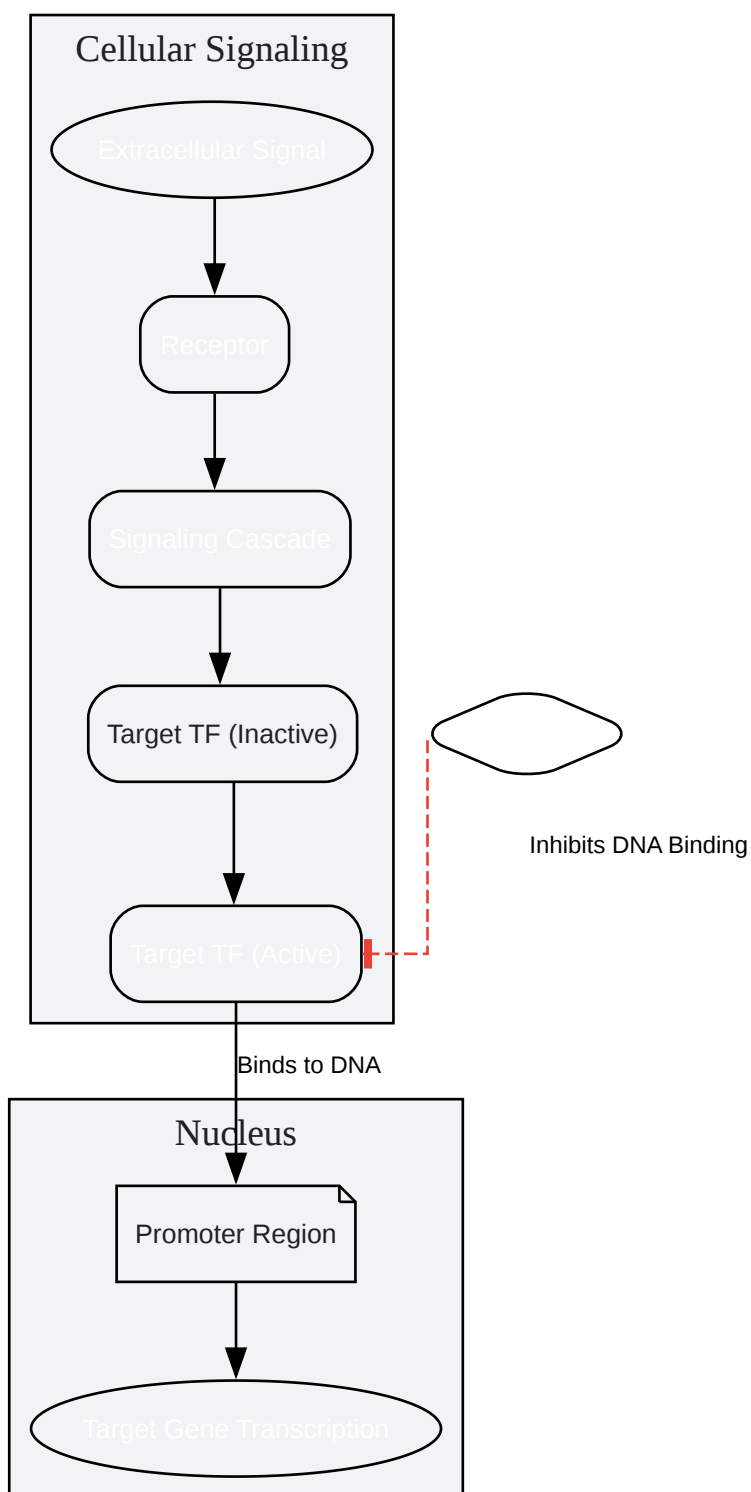 Cellular Signaling
Extracellular Signal
Receptor
Signaling Cascade
Target TF (Inactive)
Inhibits DNA Binding
Target TF (Active)
Binds to DNA
Nucleus
Promoter Region
Target Gene Transcription